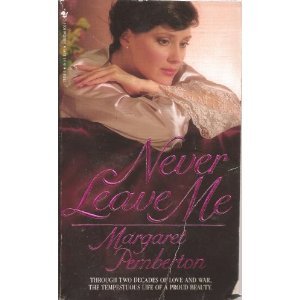 Never
Leave Me
Margaret
Pemberton
THROUGH TWO DECADES OF LOVE AND WAR,
THE TEMPESTUOUS LIFE OF A PROUD BEAUTY.